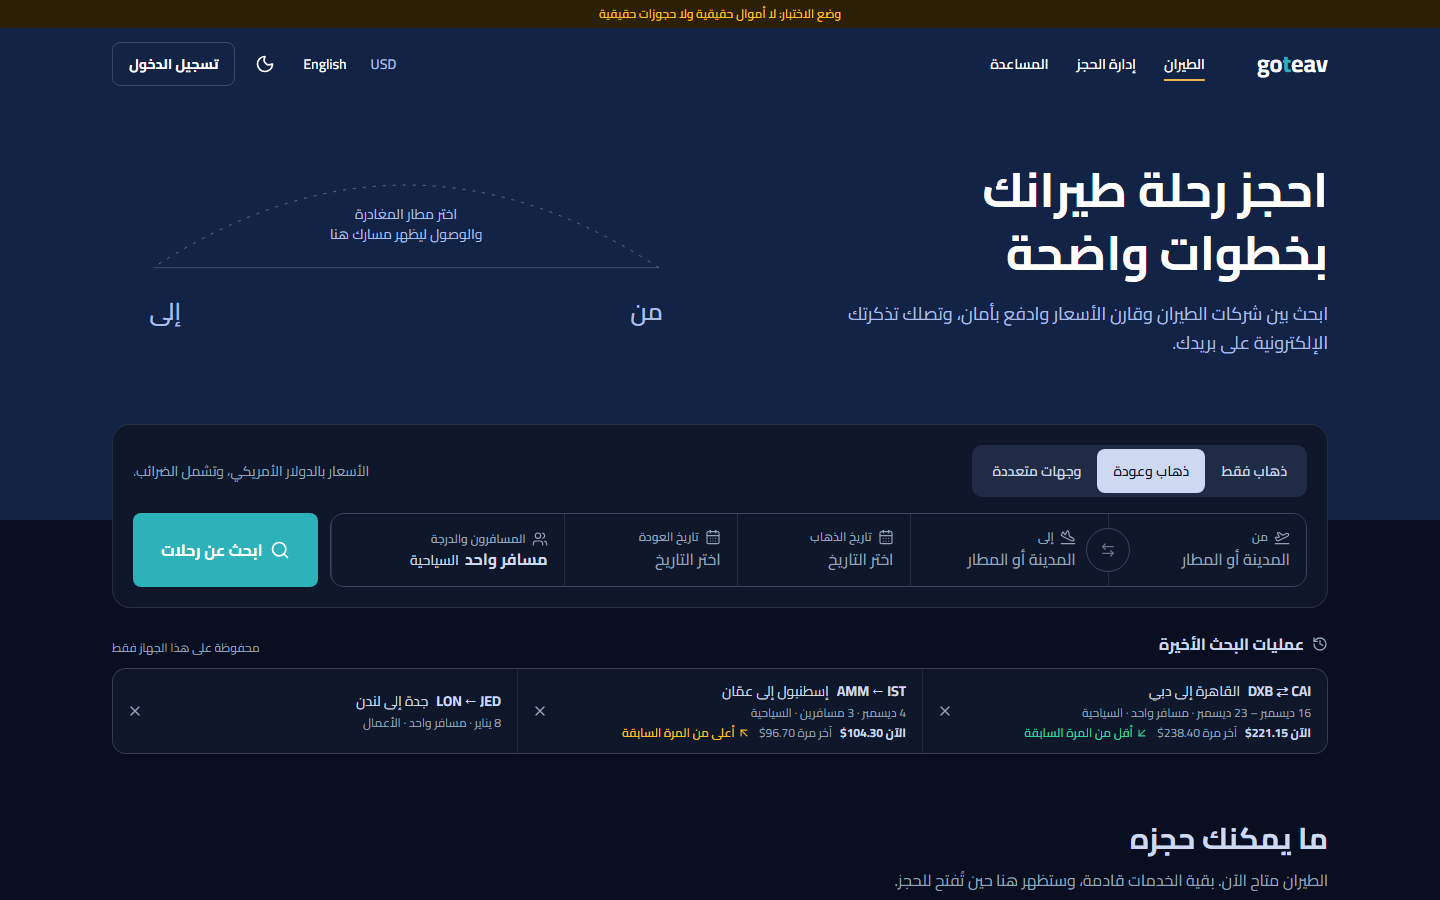 وضع الاختبار: لا أموال حقيقية ولا حجوزات حقيقية
goteav
الطيران
إدارة الحجز
المساعدة
USD
English
تسجيل الدخول
احجز رحلة طيرانك
بخطوات واضحة
ابحث بين شركات الطيران وقارن الأسعار وادفع بأمان، وتصلك تذكرتك
الإلكترونية على بريدك.
اختر مطار المغادرة
والوصول ليظهر مسارك هنا
من
إلى
ذهاب فقط
ذهاب وعودة
وجهات متعددة
الأسعار بالدولار الأمريكي، وتشمل الضرائب.
من
المدينة أو المطار
إلى
المدينة أو المطار
تاريخ الذهاب
اختر التاريخ
تاريخ العودة
اختر التاريخ
المسافرون والدرجة
مسافر واحد السياحية
ابحث عن رحلات
عمليات البحث الأخيرة
محفوظة على هذا الجهاز فقط
CAI ⇄ DXB القاهرة إلى دبي
16 ديسمبر – 23 ديسمبر · مسافر واحد · السياحية
الآن $221.15 آخر مرة $238.40 ↙ أقل من المرة السابقة
IST ← AMM إسطنبول إلى عمّان
4 ديسمبر · 3 مسافرين · السياحية
الآن $104.30 آخر مرة $96.70 ↖ أعلى من المرة السابقة
JED ← LON جدة إلى لندن
8 يناير · مسافر واحد · الأعمال
ما يمكنك حجزه
الطيران متاح الآن. بقية الخدمات قادمة، وستظهر هنا حين تُفتح للحجز.